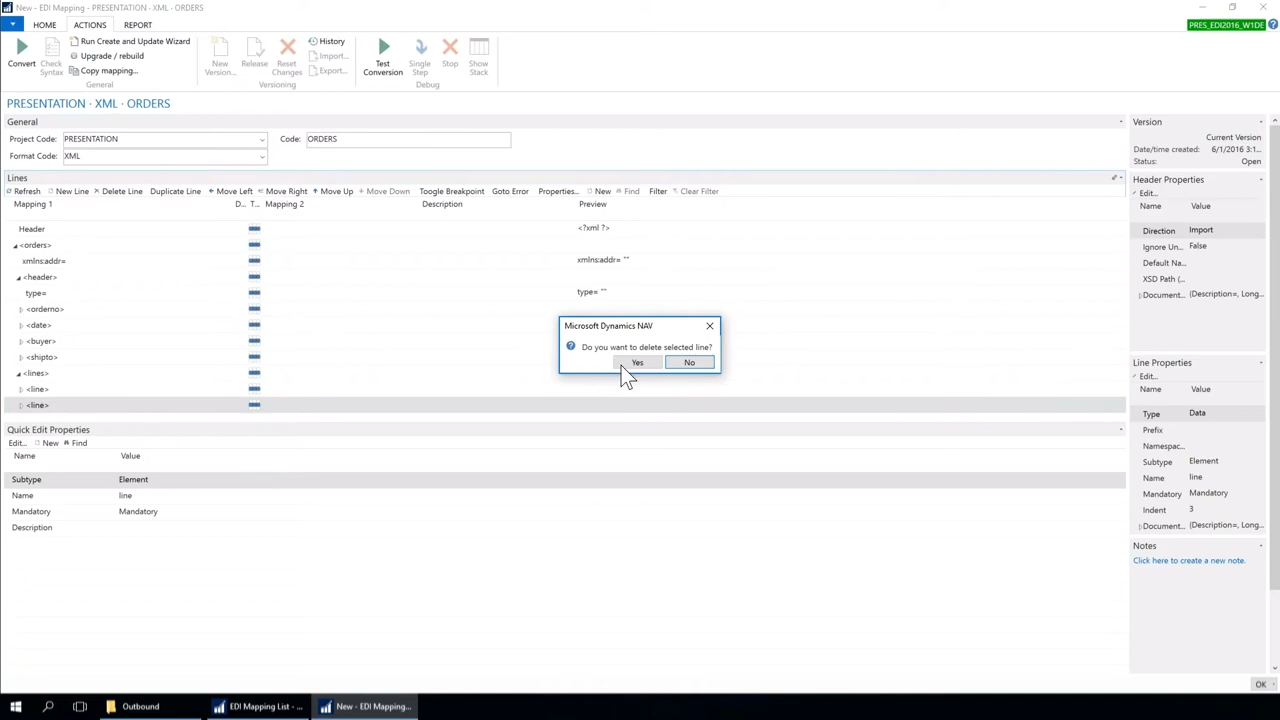 New - EDI Mapping - PRESENTATION - XML - ORDERS
HOME ACTIONS REPORT
PRES_EDI2016_W1DE
Convert Check Syntax Run Create and Update Wizard
Upgrade / rebuild
Copy mapping...
General
New Version... Release Reset Changes History
Import...
Export...
Versioning
Test Conversion Single Step Stop Show Stack
Debug
PRESENTATION · XML · ORDERS
General
Project Code: PRESENTATION Code: ORDERS
Format Code: XML
Lines
Refresh New Line Delete Line Duplicate Line Move Left Move Right Move Up Move Down Toggle Breakpoint Goto Error Properties... New Find Filter Clear Filter
Mapping 1 D... T... Mapping 2 Description Preview
Header <?xml ?>
<orders>
xmlns:addr= xmlns:addr= ""
<header>
type= type= ""
<orderno>
<date>
<buyer>
<shipto>
<lines>
<line>
<line>
Microsoft Dynamics NAV
Do you want to delete selected line?
Yes No
Quick Edit Properties
Edit... New Find
Name Value
Subtype Element
Name line
Mandatory Mandatory
Description
Version
Current Version
Date/time created: 6/1/2016 3:1...
Status: Open
Header Properties
Edit...
Name Value
Direction Import
Ignore Un... False
Default Na...
XSD Path (...
Document... (Description=, Long...
Line Properties
Edit...
Name Value
Type Data
Prefix
Namespac...
Subtype Element
Name line
Mandatory Mandatory
Indent 3
Document... (Description=, Long...
Notes
Click here to create a new note.
OK
Outbound EDI Mapping List - ... New - EDI Mapping...